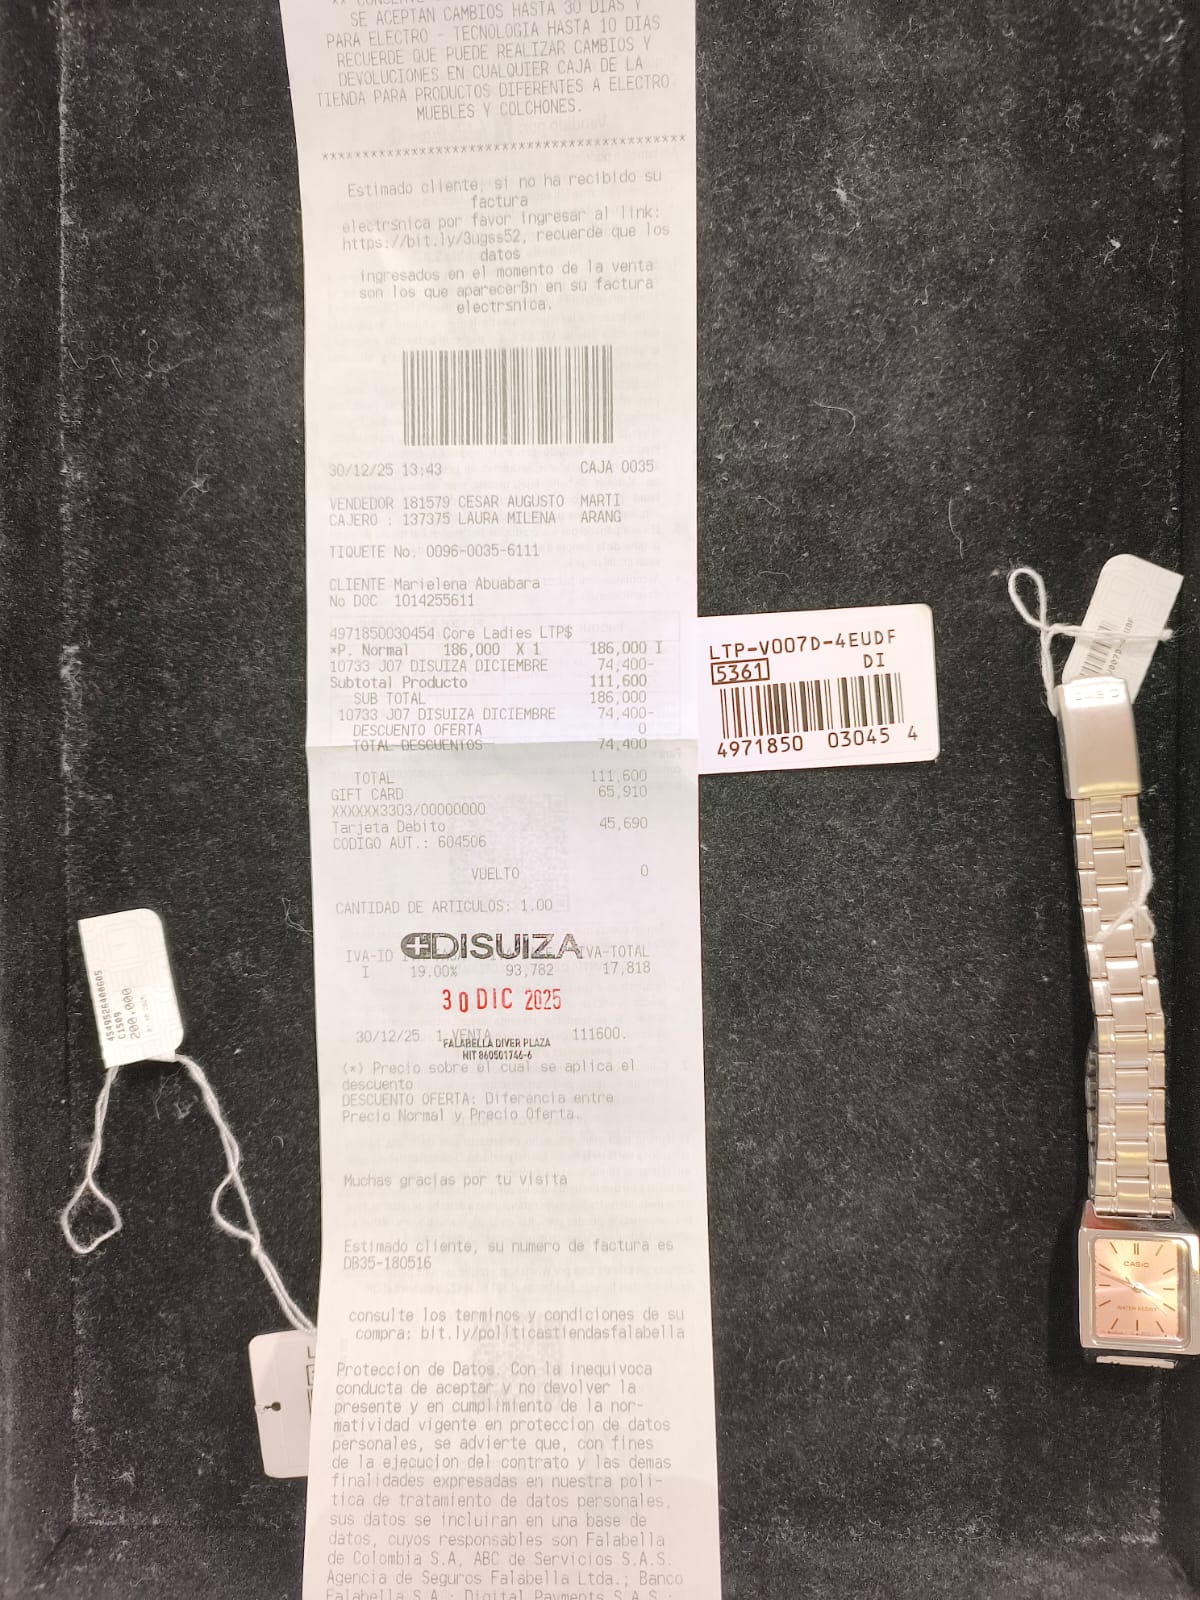 SE ACEPTAN CAMBIOS HASTA 30 DIAS Y
PARA ELECTRO - TECNOLOGIA HASTA 10 DIAS
RECUERDE QUE PUEDE REALIZAR CAMBIOS Y
DEVOLUCIONES EN CUALQUIER CAJA DE LA
TIENDA PARA PRODUCTOS DIFERENTES A ELECTRO
MUEBLES Y COLCHONES.
Estimado cliente, si no ha recibido su
factura
electrsnica por favor ingresar al link:
https://bit.ly/3ugss52, recuerde que los
datos
ingresados en el momento de la venta
son los que aparecerßn en su factura
electrsnica.
30/12/25 13:43 CAJA 0035
VENDEDOR 181579 CESAR AUGUSTO MARTI
CAJERO : 137375 LAURA MILENA ARANG
TIQUETE No. 0096-0035-6111
CLIENTE Marielena Abuabara
No DOC 1014255611
4971850030454 Core Ladies LTP$
*P. Normal 186,000 X 1 186,000 I
10733 J07 DISUIZA DICIEMBRE 74,400-
Subtotal Producto 111,600
SUB TOTAL 186,000
10733 J07 DISUIZA DICIEMBRE 74,400-
DESCUENTO OFERTA 0
TOTAL DESCUENTOS 74,400
TOTAL 111,600
GIFT CARD 65,910
XXXXXX3303/00000000
Tarjeta Debito 45,690
CODIGO AUT.: 604506
VUELTO 0
CANTIDAD DE ARTICULOS: 1.00
DISUIZA
IVA-ID IVA-TOTAL
I 19.00% 93,782 17,818
30 DIC 2025
30/12/25 1 VENTA 111600.
FALABELLA DIVER PLAZA
NIT 860501746-6
(*) Precio sobre el cual se aplica el
descuento
DESCUENTO OFERTA: Diferencia entre
Precio Normal y Precio Oferta.
Muchas gracias por tu visita
Estimado cliente, su numero de factura es
DB35-180516
consulte los terminos y condiciones de su
compra: bit.ly/politicastiendasfalabella
Proteccion de Datos. Con la inequivoca
conducta de aceptar y no devolver la
presente y en cumplimiento de la nor-
matividad vigente en proteccion de datos
personales, se advierte que, con fines
de la ejecucion del contrato y las demas
finalidades expresadas en nuestra poli-
tica de tratamiento de datos personales,
sus datos se incluiran en una base de
datos, cuyos responsables son Falabella
de Colombia S.A, ABC de Servicios S.A.S.
Agencia de Seguros Falabella Ltda.; Banco
Falabella S.A.; Digital Payments S.A.S.;
LTP-V007D-4EUDF
5361 DI
4971850 03045 4
4549526400605
C1509
200,000
CASIO
CASIO
WATER RESIST